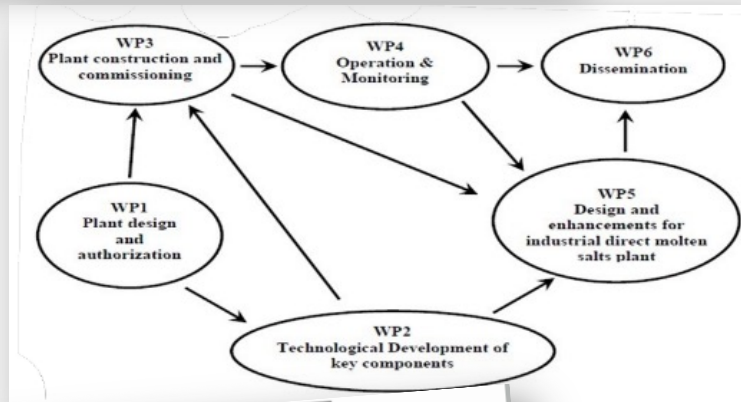 WP3
Plant construction and
commissioning
WP4
Operation &
Monitoring
WP6
Dissemination
WP1
Plant design
and
authorization
WP5
Design and
enhancements for
industrial direct molten
salts plant
WP2
Technological Development of
key components